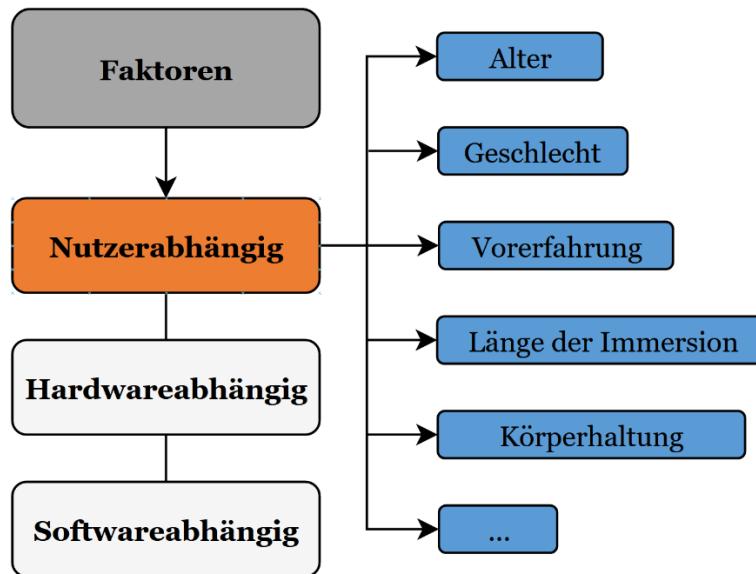 Faktoren
Nutzerabhängig
Hardwareabhängig
Softwareabhängig
Alter
Geschlecht
Vorerfahrung
Länge der Immersion
Körperhaltung
...